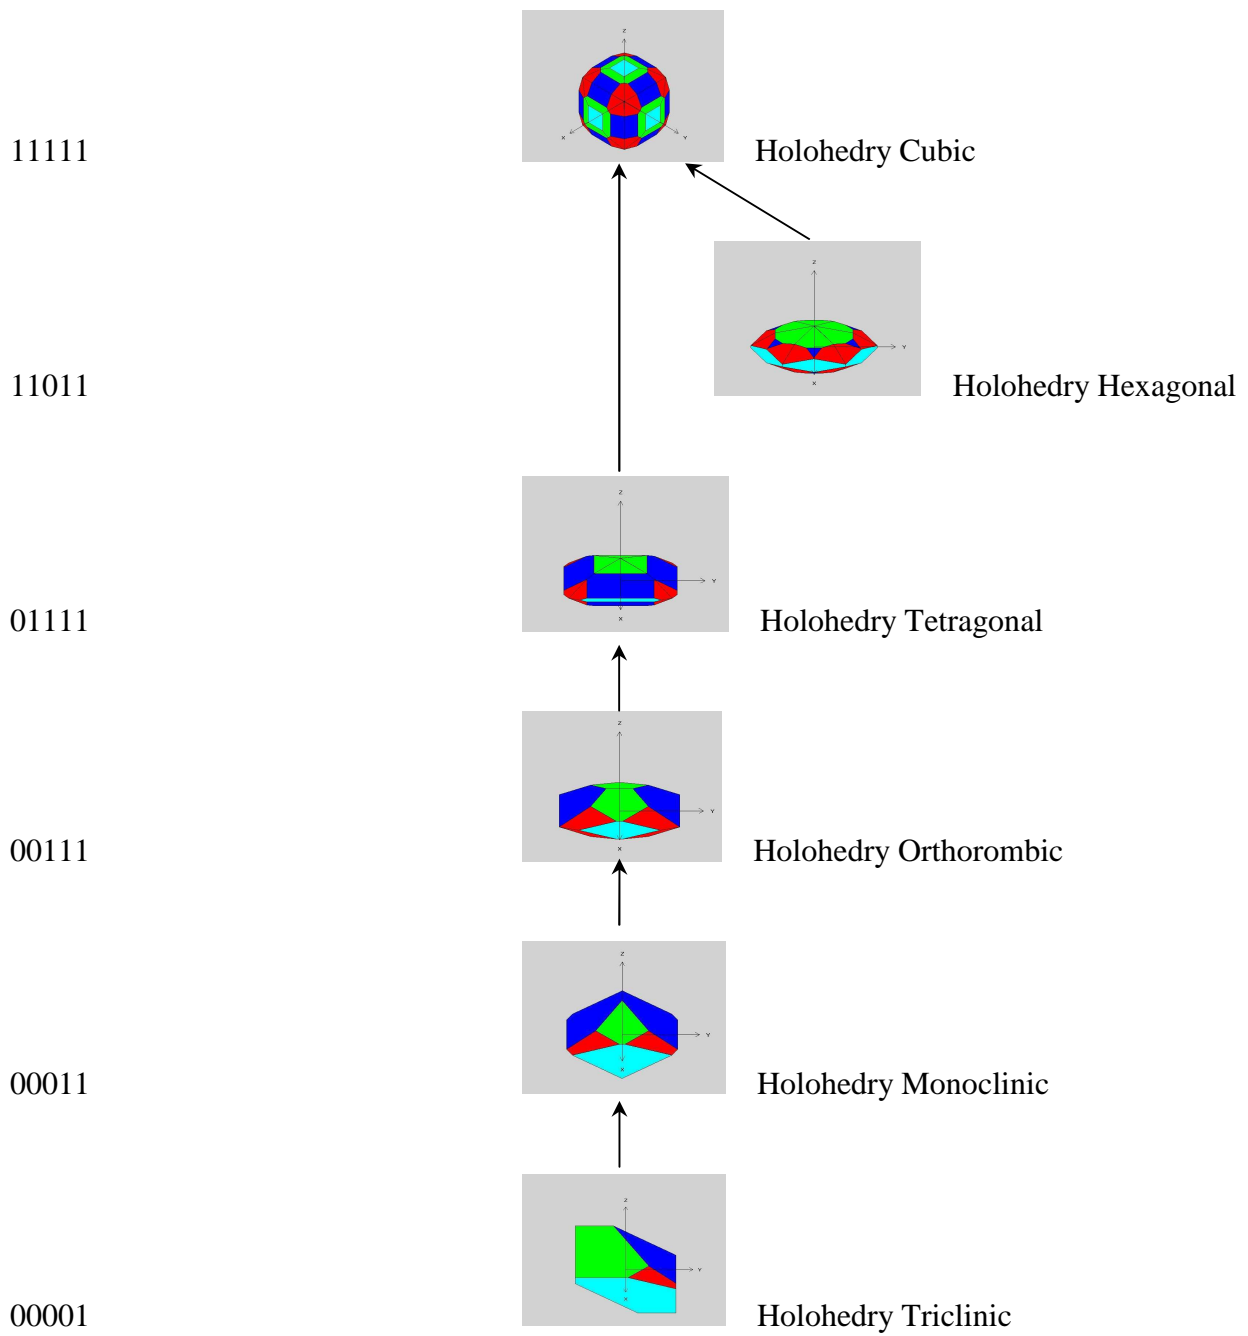 Z
X
Y
11111 Holohedry Cubic
Z
Y
X
11011 Holohedry Hexagonal
Z
Y
X
01111 Holohedry Tetragonal
Z
Y
X
00111 Holohedry Orthorombic
Z
Y
X
00011 Holohedry Monoclinic
Z
Y
X
00001 Holohedry Triclinic